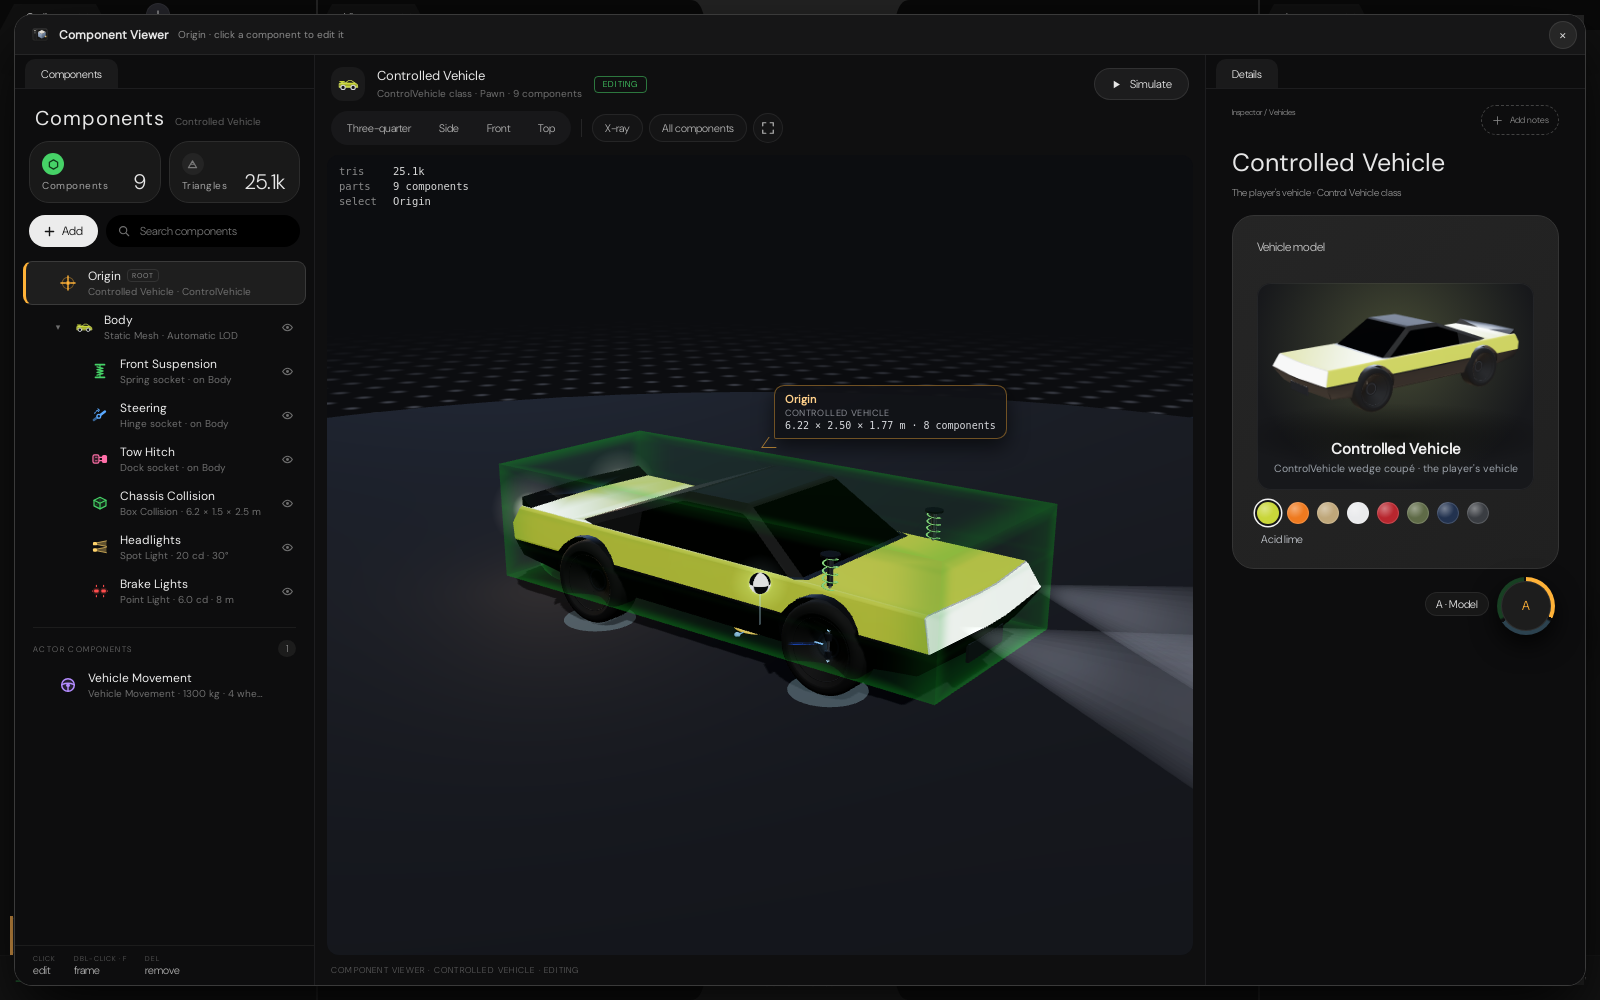 Component Viewer Origin · click a component to edit it
×
Components
Components Controlled Vehicle
Components 9
Triangles 25.1k
Add
Search components
Origin ROOT
Controlled Vehicle · ControlVehicle
Body
Static Mesh · Automatic LOD
Front Suspension
Spring socket · on Body
Steering
Hinge socket · on Body
Tow Hitch
Dock socket · on Body
Chassis Collision
Box Collision · 6.2 × 1.5 × 2.5 m
Headlights
Spot Light · 20 cd · 30°
Brake Lights
Point Light · 6.0 cd · 8 m
ACTOR COMPONENTS 1
Vehicle Movement
Vehicle Movement · 1300 kg · 4 whe…
CLICK DBL-CLICK · F DEL
edit frame remove
Controlled Vehicle
ControlVehicle class · Pawn · 9 components
EDITING
Simulate
Three-quarter Side Front Top X-ray All components
tris 25.1k
parts 9 components
select Origin
Origin
CONTROLLED VEHICLE
6.22 × 2.50 × 1.77 m · 8 components
COMPONENT VIEWER · CONTROLLED VEHICLE · EDITING
Details
Inspector / Vehicles
Add notes
Controlled Vehicle
The player's vehicle · Control Vehicle class
Vehicle model
Controlled Vehicle
ControlVehicle wedge coupé · the player's vehicle
Acid lime
A · Model
A